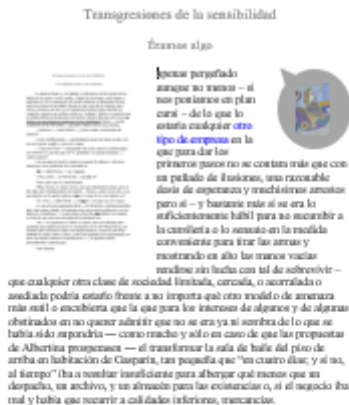 Transgresiones de la sensibilidad
Éramos algo
apenas pergeñado
aunque no menos – si
nos poníamos en plan
cursi – de lo que lo
estaría cualquier otro
tipo de empresa en la
que para dar los
primeros pasos no se contara más que con
un puñado de ilusiones, una razonable
dosis de esperanza y muchísimos arrestos
pero sí – y bastante más si se era lo
suficientemente hábil para no sucumbir a
la cursilería o lo sensato en la medida
conveniente para tirar las armas y
mostrando en alto las manos vacías
rendirse sin lucha con tal de sobrevivir –
que cualquier otra clase de sociedad limitada, cercada, o acorralada o
asediada podría estarlo frente a no importa qué otro modelo de amenaza
más sutil o encubierta que la que para los intereses de algunos y de algunas
obstinados en no querer admitir que no se era ya ni sombra de lo que se
había sido supondría — como mucho y sólo en caso de que las propuestas
de Albertina prosperasen — el transformar la sala de baile del piso de
arriba en habitación de Gasparín, tan pequeña que "en cuatro días; y si no,
al tiempo" iba a resultar insuficiente para albergar qué menos que un
despacho, un archivo, y un almacén para las existencias o, si el negocio iba
mal y había que recurrir a calidades inferiores, mercancías.